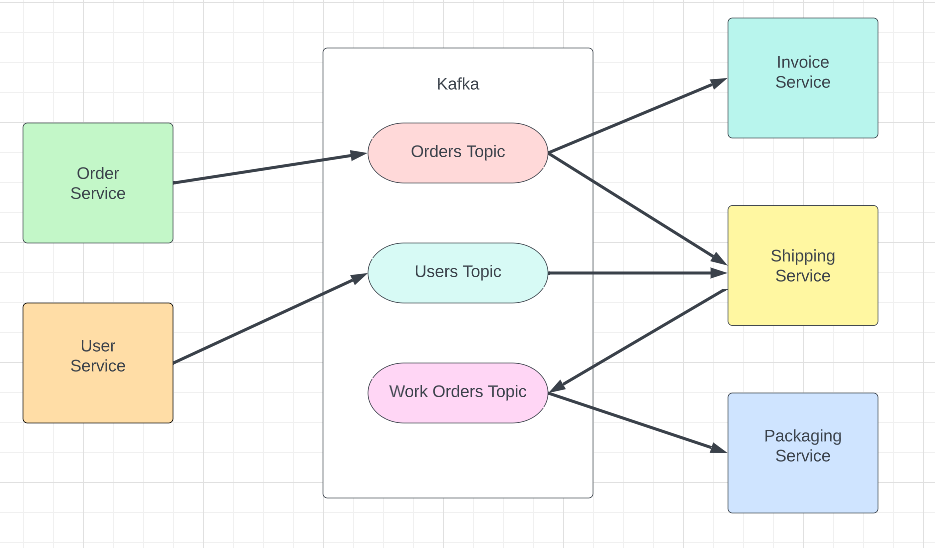 Kafka
Order
Service
User
Service
Orders Topic
Users Topic
Work Orders Topic
Invoice
Service
Shipping
Service
Packaging
Service